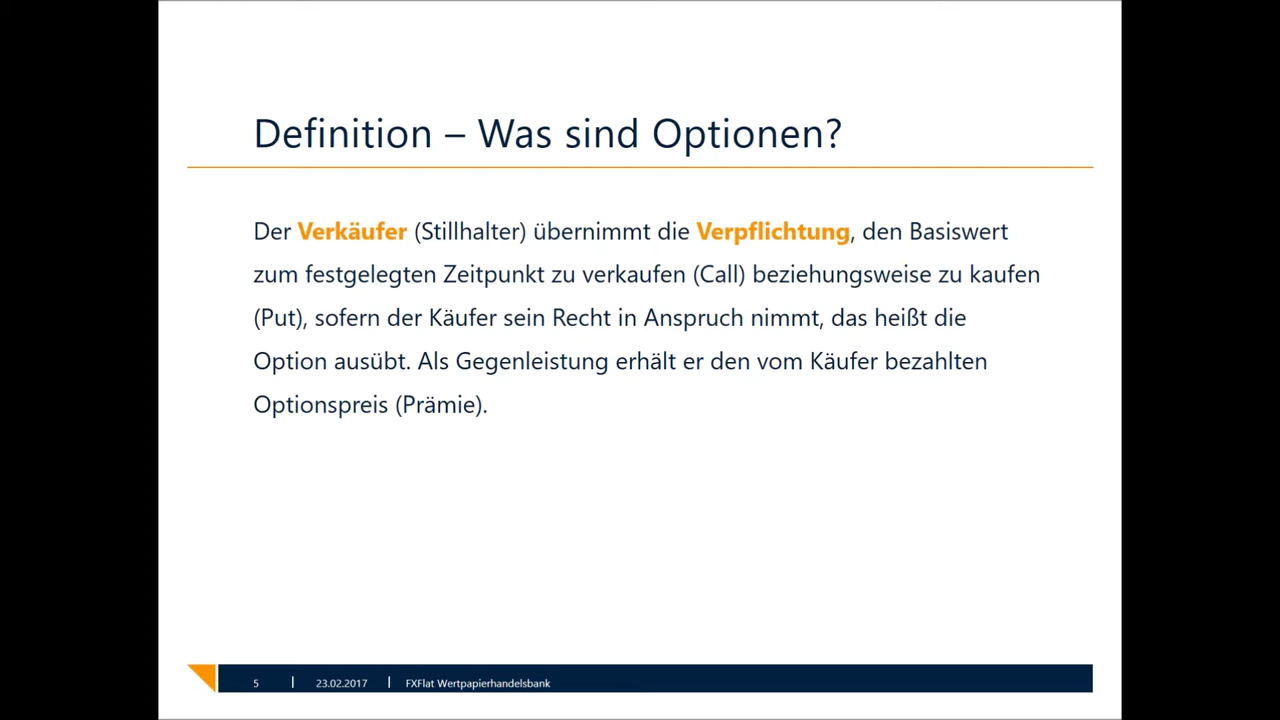 Definition – Was sind Optionen?
Der Verkäufer (Stillhalter) übernimmt die Verpflichtung, den Basiswert
zum festgelegten Zeitpunkt zu verkaufen (Call) beziehungsweise zu kaufen
(Put), sofern der Käufer sein Recht in Anspruch nimmt, das heißt die
Option ausübt. Als Gegenleistung erhält er den vom Käufer bezahlten
Optionspreis (Prämie).
5 | 23.02.2017 | FXFlat Wertpapierhandelsbank